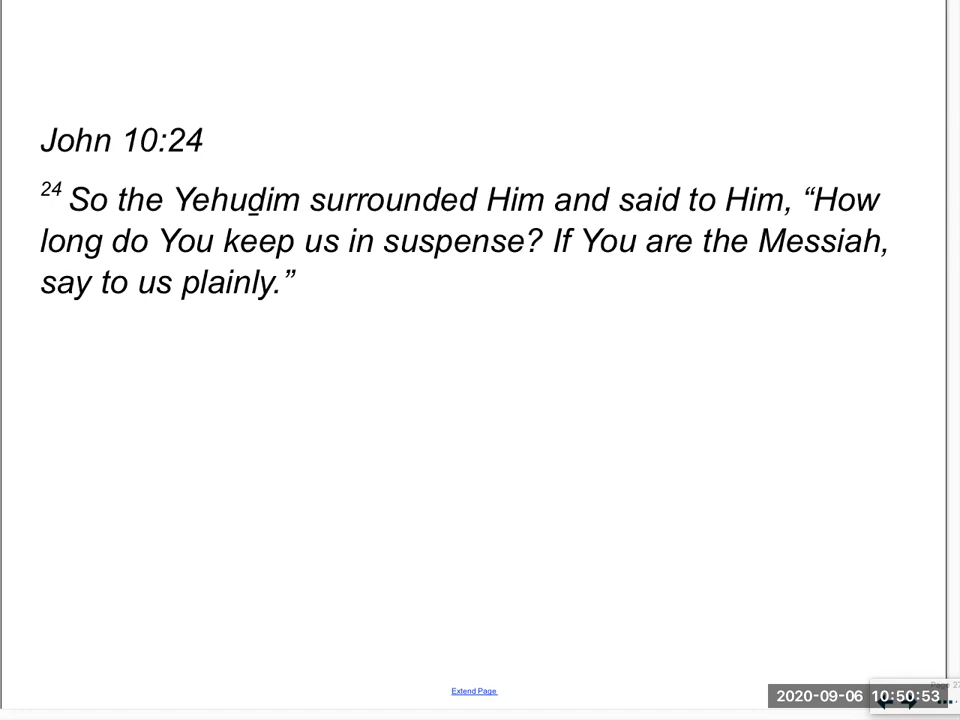 John 10:24
24 So the Yehuḏim surrounded Him and said to Him, “How
long do You keep us in suspense? If You are the Messiah,
say to us plainly.”
Extend Page
2020-09-06 10:50:53